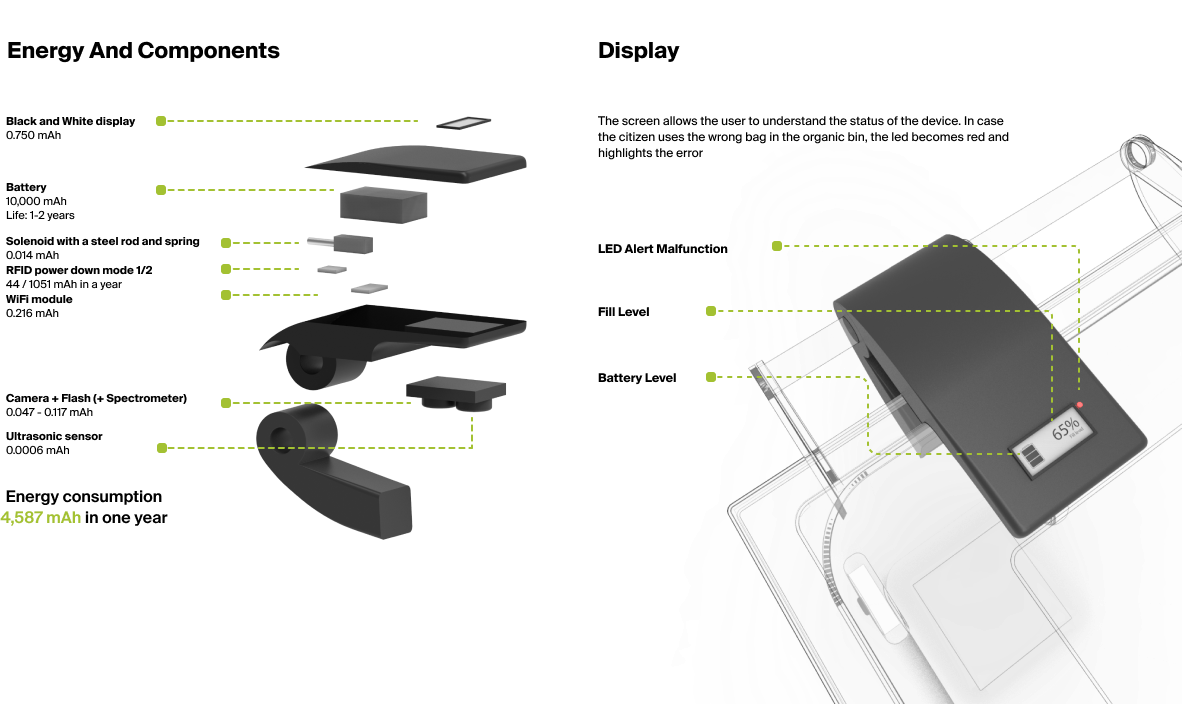 Energy And Components
Black and White display
0.750 mAh
Battery
10,000 mAh
Life: 1-2 years
Solenoid with a steel rod and spring
0.014 mAh
RFID power down mode 1/2
44 / 1051 mAh in a year
WiFi module
0.216 mAh
Camera + Flash (+ Spectrometer)
0.047 - 0.117 mAh
Ultrasonic sensor
0.0006 mAh
Energy consumption
4,587 mAh in one year
Display
The screen allows the user to understand the status of the device. In case
the citizen uses the wrong bag in the organic bin, the led becomes red and
highlights the error
LED Alert Malfunction
Fill Level
Battery Level
65%